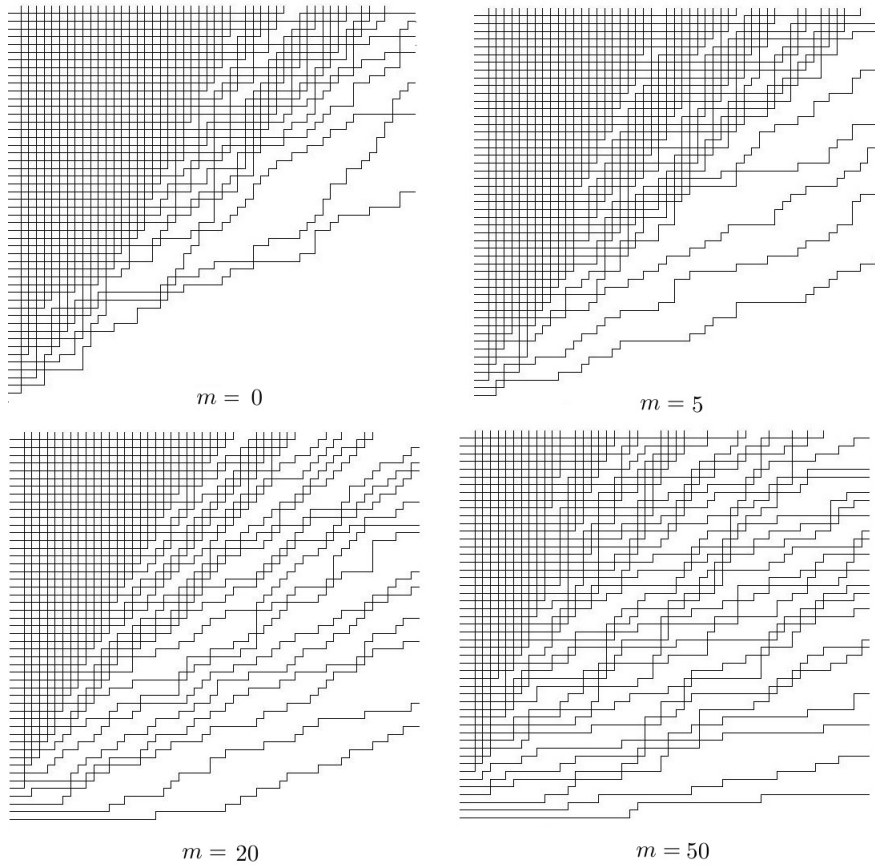 m = 0
m = 5
m = 20
m = 50